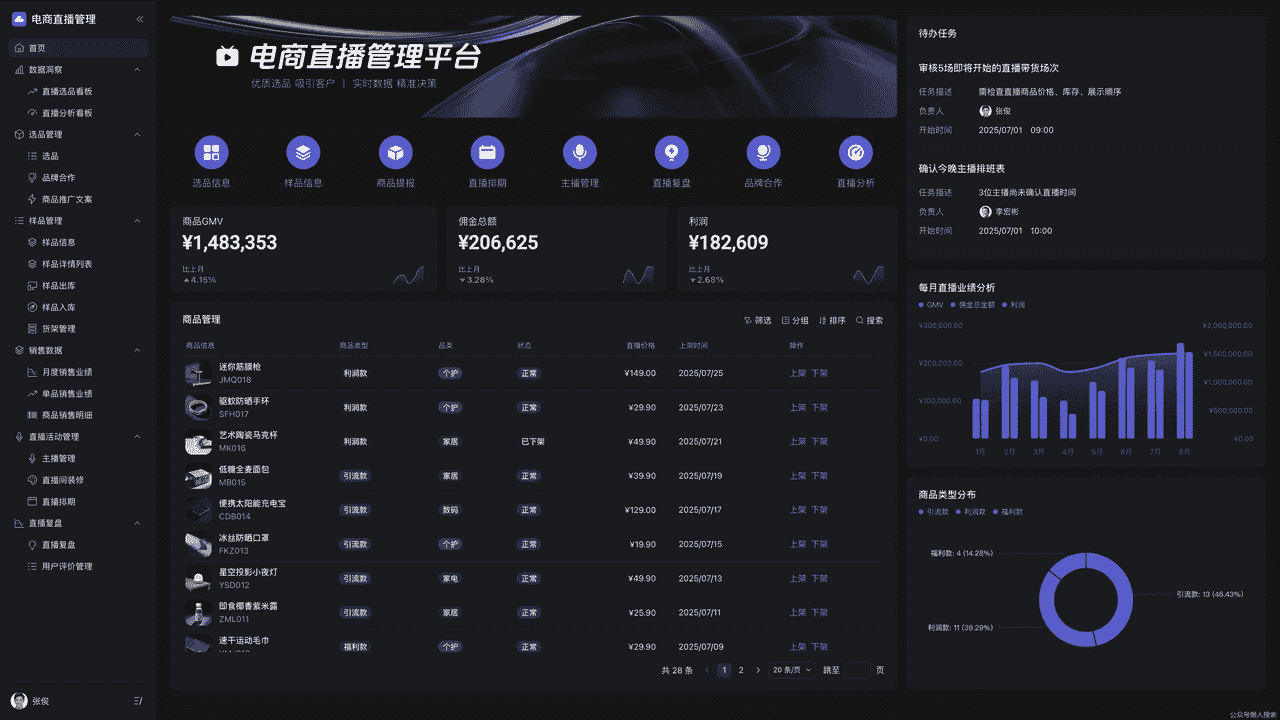 电商直播管理
首页
数据洞察
直播选品看板
直播分析看板
选品管理
选品
品牌合作
商品推广文案
样品管理
样品信息
样品详情列表
样品出库
样品入库
货架管理
销售数据
月度销售业绩
单品销售业绩
商品销售明细
直播活动管理
主播管理
直播间装修
直播排期
直播复盘
直播复盘
用户评价管理
张俊
电商直播管理平台
优质选品 吸引客户 | 实时数据 精准决策
选品信息 样品信息 商品提报 直播排期 主播管理 直播复盘 品牌合作 直播分析
商品GMV
¥1,483,353
比上月
4.15%
佣金总额
¥206,625
比上月
3.28%
利润
¥182,609
比上月
2.68%
商品管理 筛选 分组 排序 搜索
商品信息 商品类型 品类 状态 直播价格 上架时间 操作
迷你筋膜枪
JMQ018 利润款 个护 正常 ¥149.00 2025/07/25 上架 下架
驱蚊防晒手环
SFH017 利润款 个护 正常 ¥29.90 2025/07/23 上架 下架
艺术陶瓷马克杯
MK016 利润款 家居 已下架 ¥49.90 2025/07/21 上架 下架
低糖全麦面包
MB015 引流款 家居 正常 ¥39.90 2025/07/19 上架 下架
便携太阳能充电宝
CDB014 引流款 数码 正常 ¥129.00 2025/07/17 上架 下架
冰丝防晒口罩
FKZ013 引流款 个护 正常 ¥19.90 2025/07/15 上架 下架
星空投影小夜灯
YSD012 引流款 家电 正常 ¥49.90 2025/07/13 上架 下架
即食椰香紫米露
ZML011 引流款 家居 正常 ¥25.90 2025/07/11 上架 下架
速干运动毛巾
福利款 个护 正常 ¥29.90 2025/07/09 上架 下架
共 28 条 1 2 20 条/页 跳至 页
待办任务
审核5场即将开始的直播带货场次
任务描述 需检查直播商品价格、库存、展示顺序
负责人 张俊
开始时间 2025/07/01 09:00
确认今晚主播排班表
任务描述 3位主播尚未确认直播时间
负责人 李宏彬
开始时间 2025/07/01 10:00
每月直播业绩分析
GMV 佣金总金额 利润
¥300,000.00 ¥2,000,000.00
¥200,000.00 ¥1,500,000.00
¥1,000,000.00
¥100,000.00
¥500,000.00
¥0.00 ¥0.00
1月 2月 3月 4月 5月 6月 7月 8月
商品类型分布
引流款 利润款 福利款
福利款: 4 (14.28%)
引流款: 13 (46.43%)
利润款: 11 (39.29%)
公众号懒人搜索